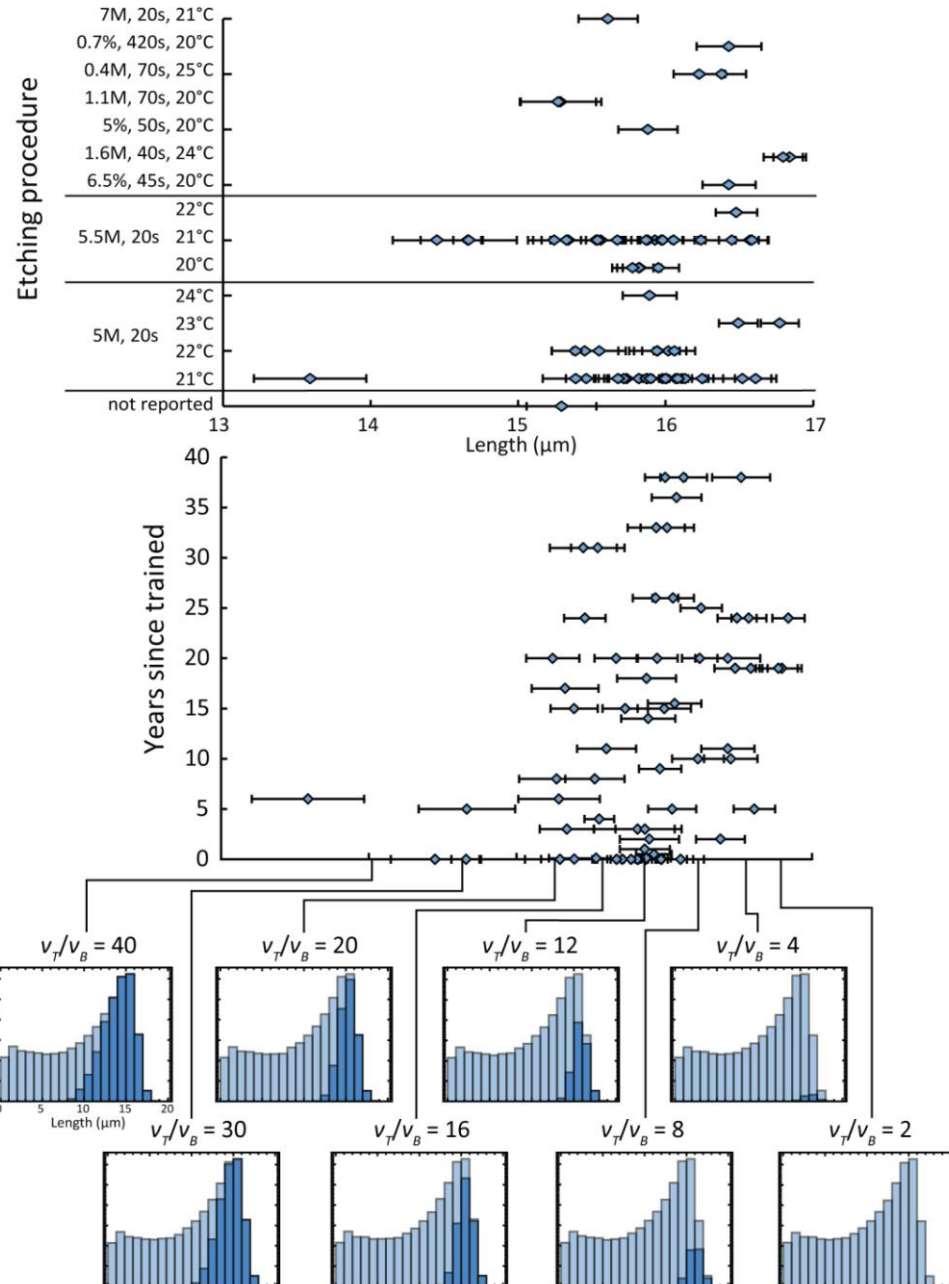 Etching procedure
7M, 20s, 21°C
0.7%, 420s, 20°C
0.4M, 70s, 25°C
1.1M, 70s, 20°C
5%, 50s, 20°C
1.6M, 40s, 24°C
6.5%, 45s, 20°C
22°C
5.5M, 20s 21°C
20°C
24°C
23°C
5M, 20s
22°C
21°C
not reported
13 14 15 16 17
Length (µm)
Years since trained
40
35
30
25
20
15
10
5
0
v_T/v_B = 40 v_T/v_B = 20 v_T/v_B = 12 v_T/v_B = 4
0 5 10 15 20
Length (µm)
v_T/v_B = 30 v_T/v_B = 16 v_T/v_B = 8 v_T/v_B = 2